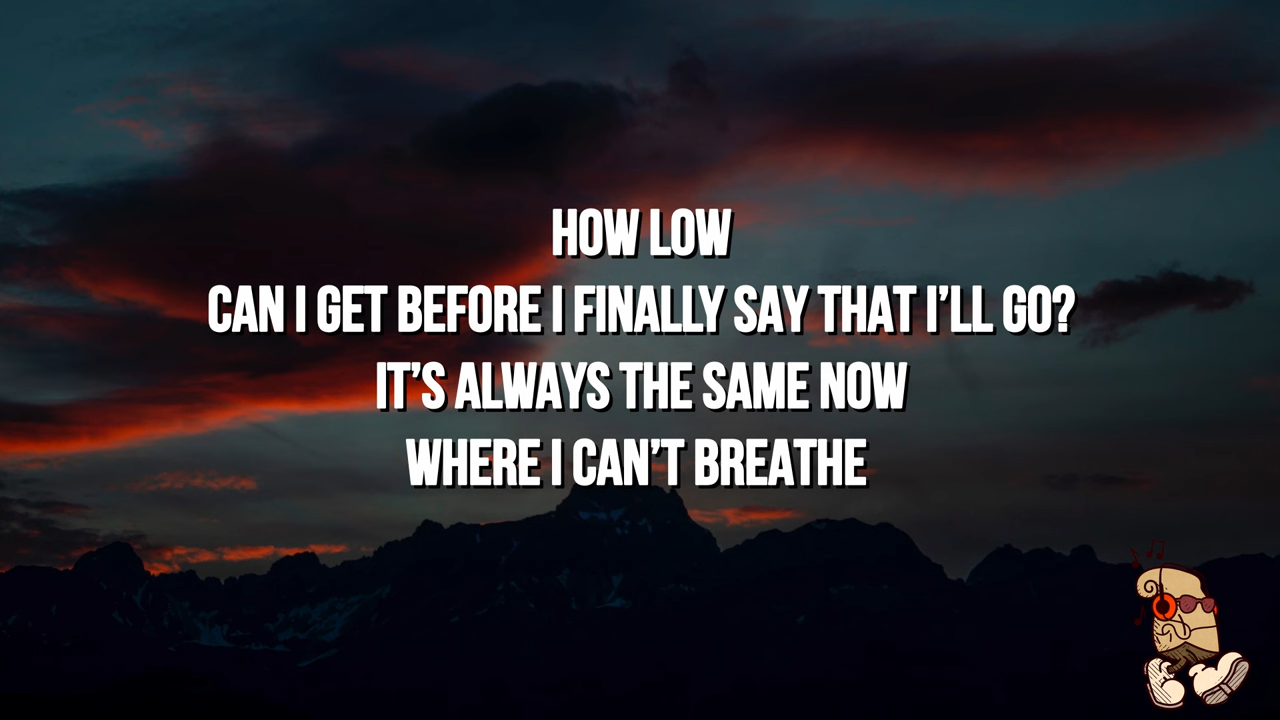 HOW LOW
CAN I GET BEFORE I FINALLY SAY THAT I’LL GO?
IT’S ALWAYS THE SAME NOW
WHERE I CAN’T BREATHE